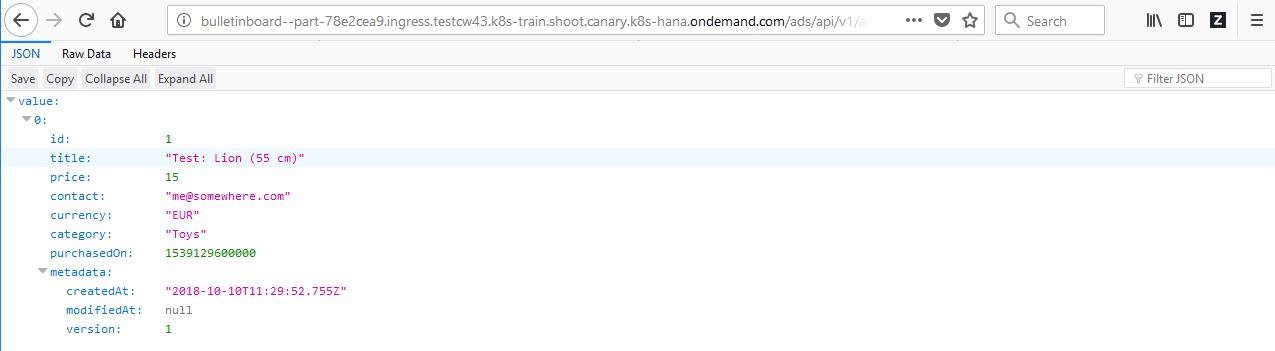 bulletinboard--part-78e2cea9.ingress.testcw43.k8s-train.shoot.canary.k8s-hana.ondemand.com/ads/api/v1/a
Search
JSON Raw Data Headers
Save Copy Collapse All Expand All Filter JSON
value:
0:
id: 1
title: "Test: Lion (55 cm)"
price: 15
contact: "me@somewhere.com"
currency: "EUR"
category: "Toys"
purchasedOn: 1539129600000
metadata:
createdAt: "2018-10-10T11:29:52.755Z"
modifiedAt: null
version: 1